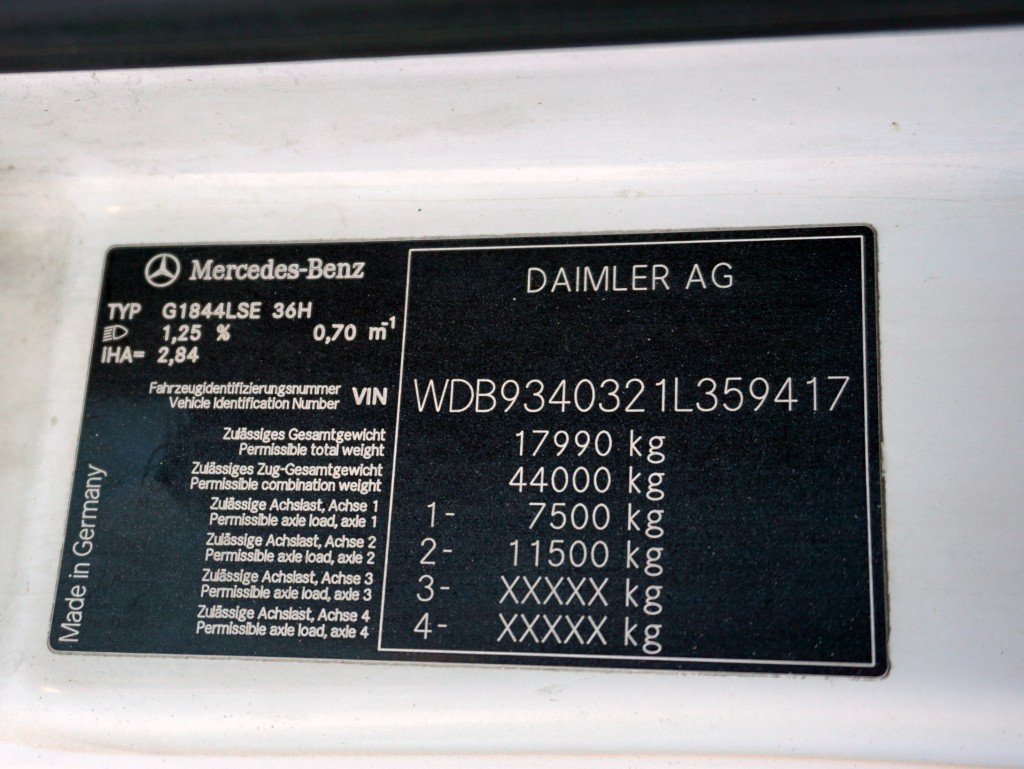 Mercedes-Benz
TYP G1844LSE 36H
1,25 % 0,70 m⁻¹
iHA= 2,84
Fahrzeugidentifizierungsnummer
Vehicle Identification Number
VIN
Zulässiges Gesamtgewicht
Permissible total weight
Zulässiges Zug-Gesamtgewicht
Permissible combination weight
Zulässige Achslast, Achse 1
Permissible axle load, axle 1
Zulässige Achslast, Achse 2
Permissible axle load, axle 2
Zulässige Achslast, Achse 3
Permissible axle load, axle 3
Zulässige Achslast, Achse 4
Permissible axle load, axle 4
Made in Germany
DAIMLER AG
WDB9340321L359417
17990 kg
44000 kg
1- 7500 kg
2- 11500 kg
3- XXXXX kg
4- XXXXX kg